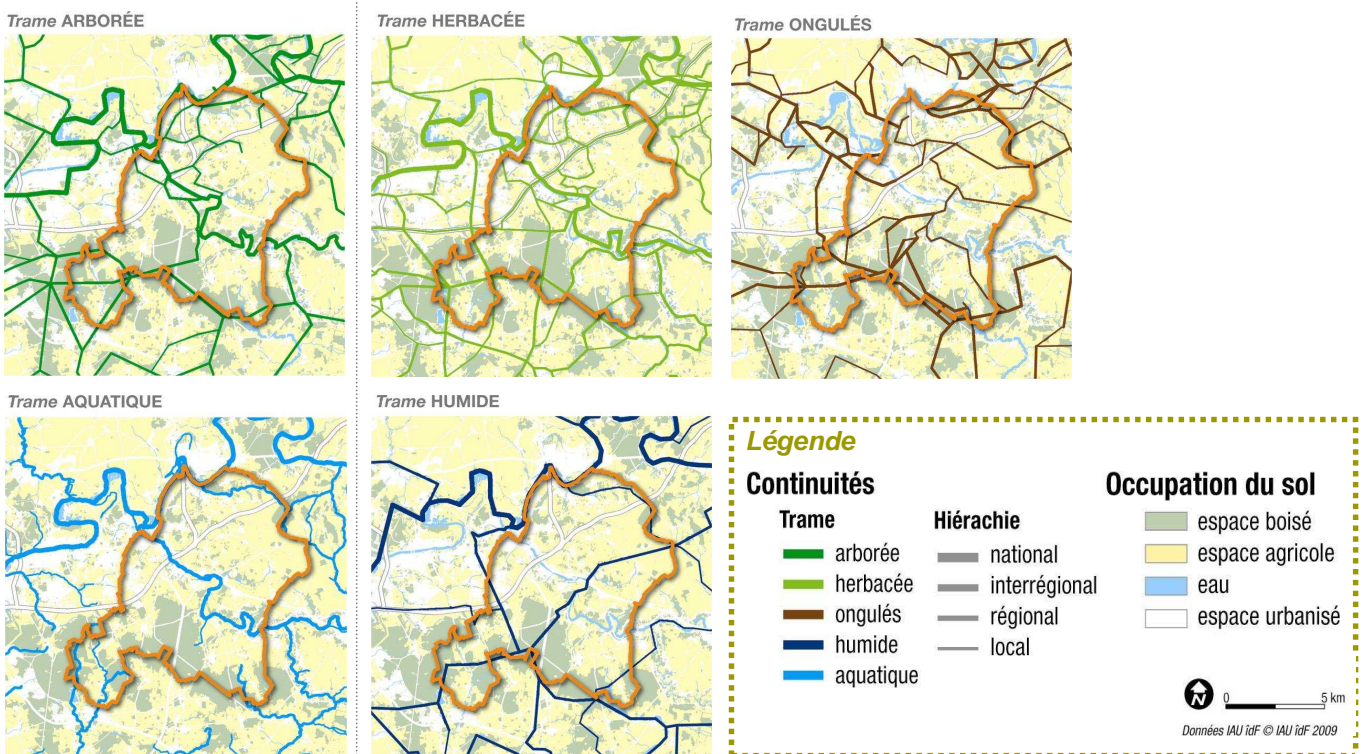 Trame ARBORÉE
Trame HERBACÉE
Trame ONGULÉS
Trame AQUATIQUE
Trame HUMIDE
Légende
Continuités
Trame
arborée
herbacée
ongulés
humide
aquatique
Hiérachie
national
interrégional
régional
local
Occupation du sol
espace boisé
espace agricole
eau
espace urbanisé
0 5 km
Données IAU îdF © IAU îdF 2009